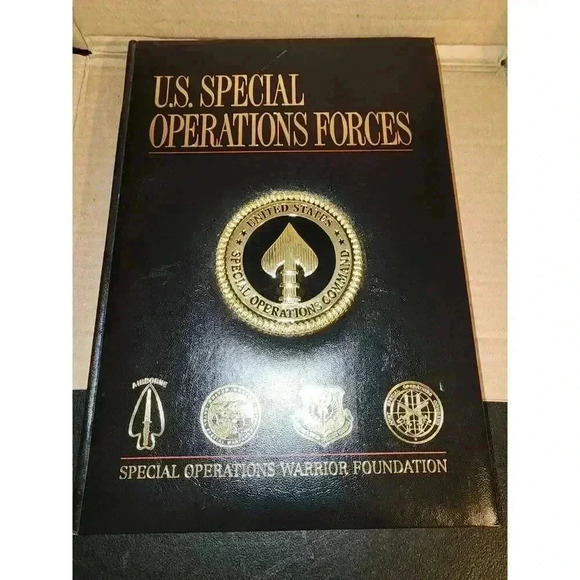 U.S. SPECIAL
OPERATIONS FORCES
UNITED STATES
SPECIAL OPERATIONS COMMAND
AIRBORNE
SPECIAL OPERATIONS WARRIOR FOUNDATION